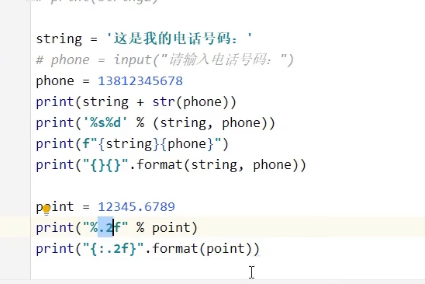 # print(string2)
string = '这是我的电话号码：'
# phone = input("请输入电话号码：")
phone = 13812345678
print(string + str(phone))
print('%s%d' % (string, phone))
print(f"{string}{phone}")
print("{}{}".format(string, phone))
point = 12345.6789
print("%.2f" % point)
print("{:.2f}".format(point))